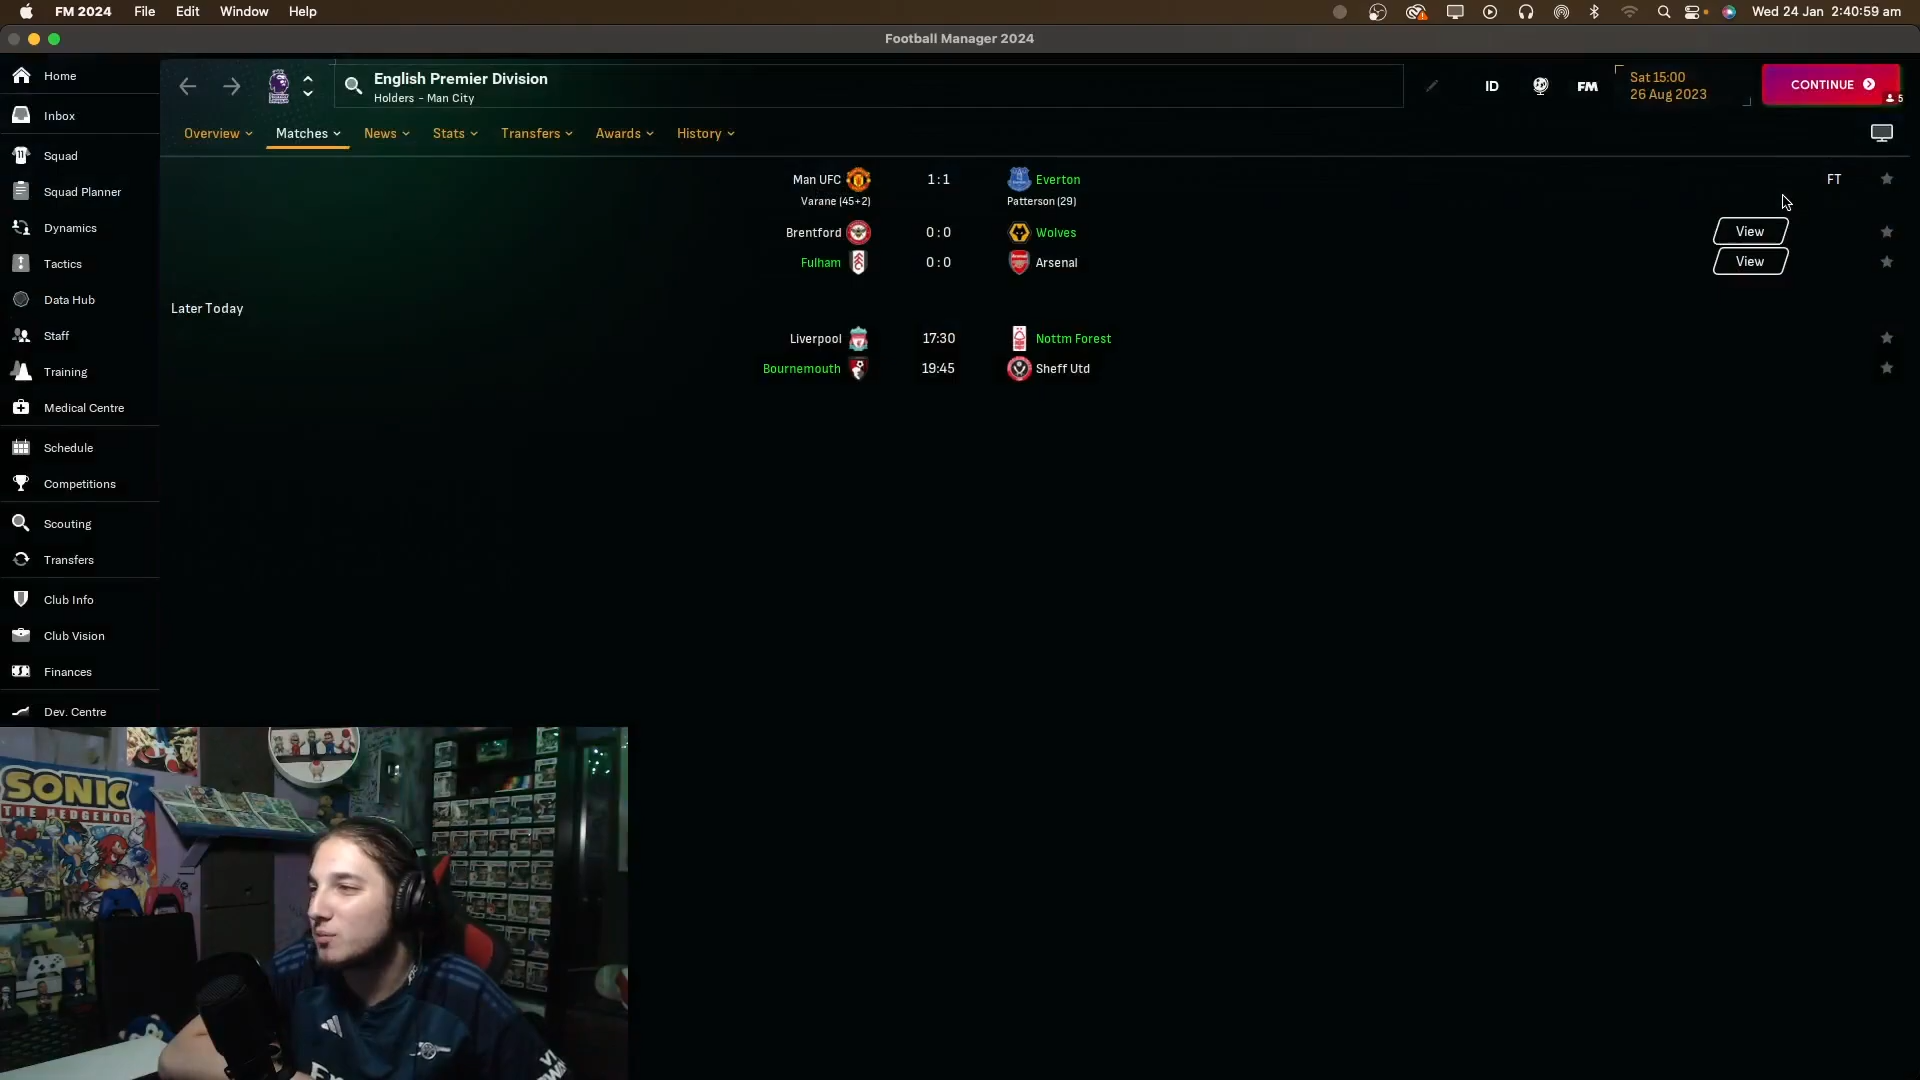 FM 2024 File Edit Window Help Wed 24 Jan 2:40:59 am
Football Manager 2024
Home
Inbox
Squad
Squad Planner
Dynamics
Tactics
Data Hub
Staff
Training
Medical Centre
Schedule
Competitions
Scouting
Transfers
Club Info
Club Vision
Finances
Dev. Centre
English Premier Division
Holders - Man City
ID
FM
Sat 15:00
26 Aug 2023
CONTINUE
5
Overview Matches News Stats Transfers Awards History
Man UFC 1 : 1 Everton FT
Varane (45+2) Patterson (29)
Brentford 0 : 0 Wolves View
Fulham 0 : 0 Arsenal View
Later Today
Liverpool 17:30 Nottm Forest
Bournemouth 19:45 Sheff Utd
SONIC
THE HEDGEHOG